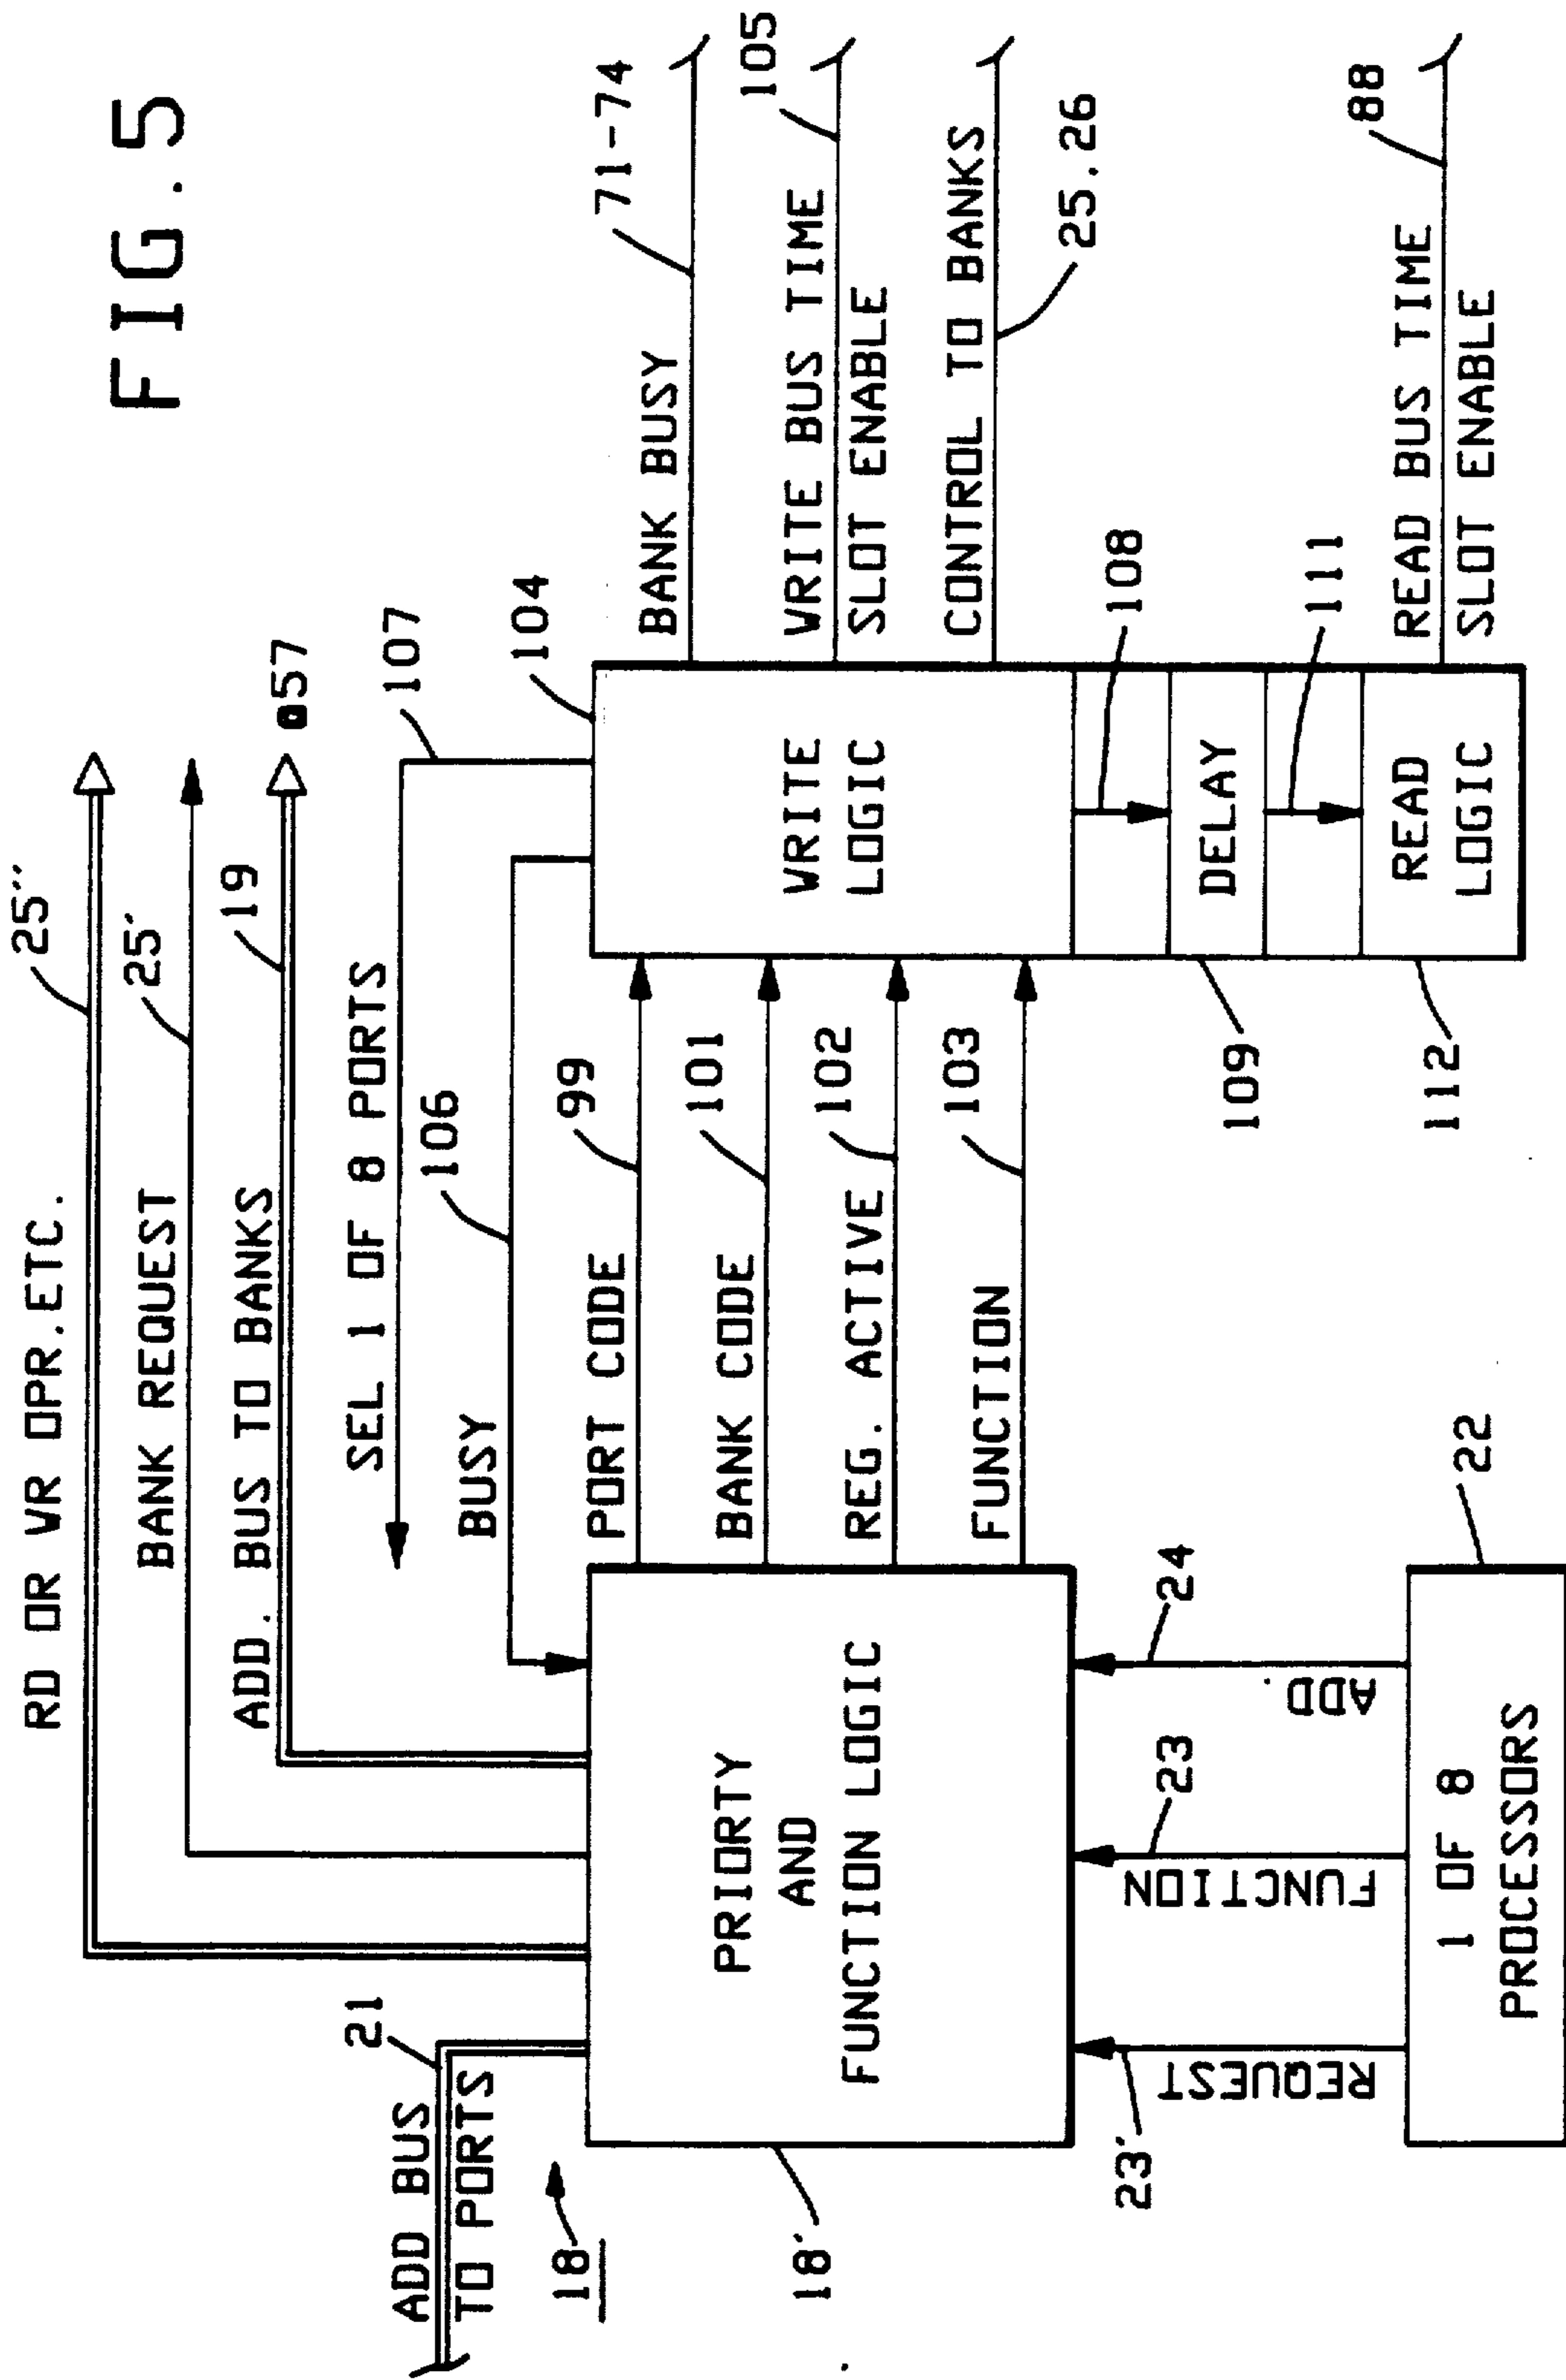 FIG.5
RD OR WR OPR.ETC.
25''
BANK REQUEST
25'
ADD. BUS TO BANKS
19
057
SEL 1 OF 8 PORTS
107
BUSY
106
104
ADD BUS
TO PORTS
21
18
18'
PRIORTY
AND
FUNCTION LOGIC
PORT CODE
99
BANK CODE
101
REG. ACTIVE
102
FUNCTION
103
WRITE
LOGIC
108
DELAY
109
111
READ
LOGIC
112
BANK BUSY
71-74
WRITE BUS TIME
SLOT ENABLE
105
CONTROL TO BANKS
25.26
READ BUS TIME
SLOT ENABLE
88
REQUEST
23'
FUNCTION
23
ADD.
24
1 OF 8
PROCESSORS
22